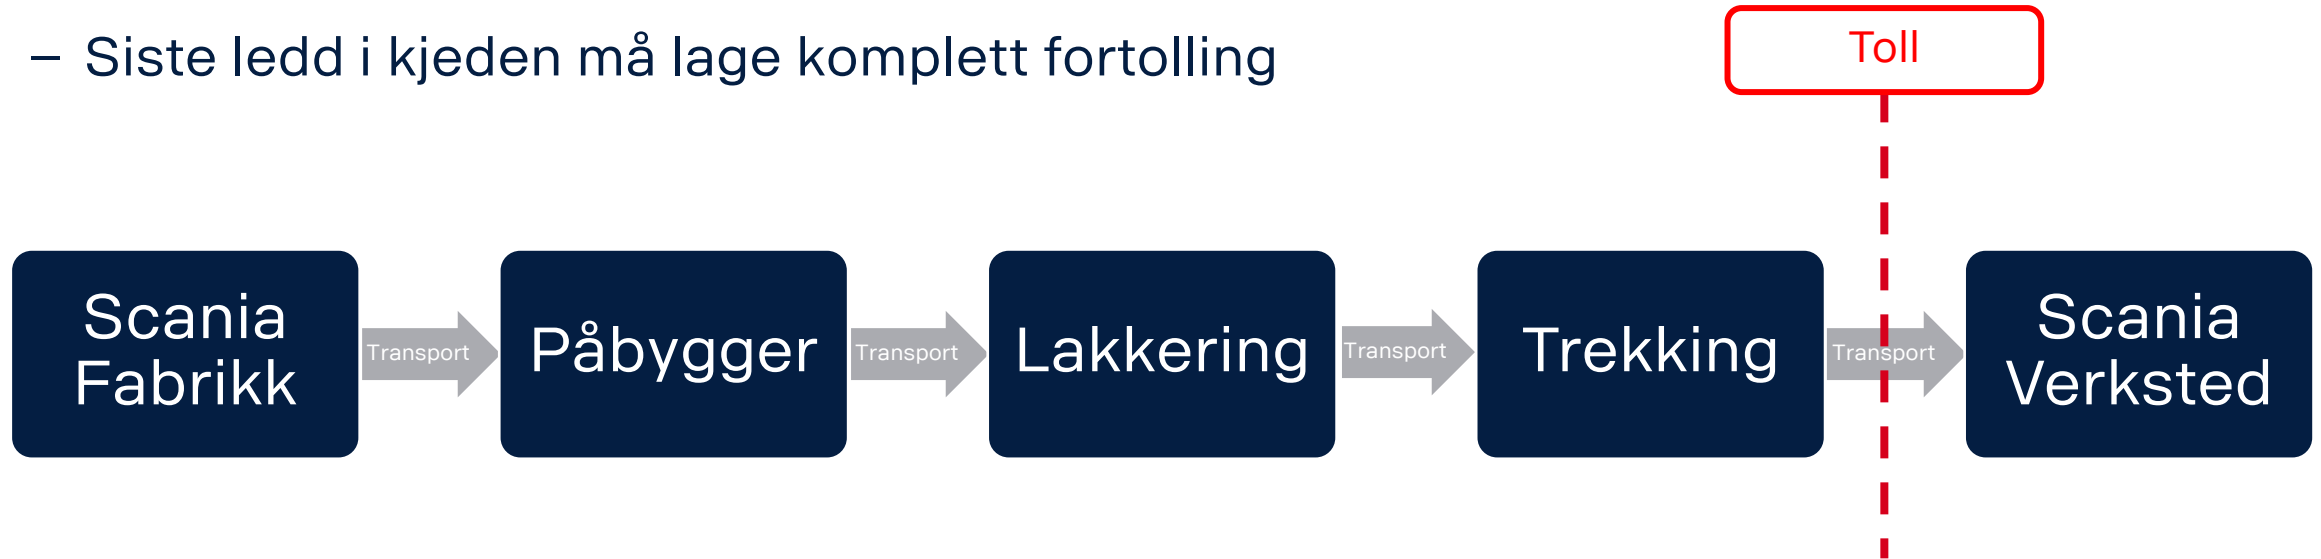 – Siste ledd i kjeden må lage komplett fortolling
Toll
Scania
Fabrikk
Transport
Påbygger
Transport
Lakkering
Transport
Trekking
Transport
Scania
Verksted